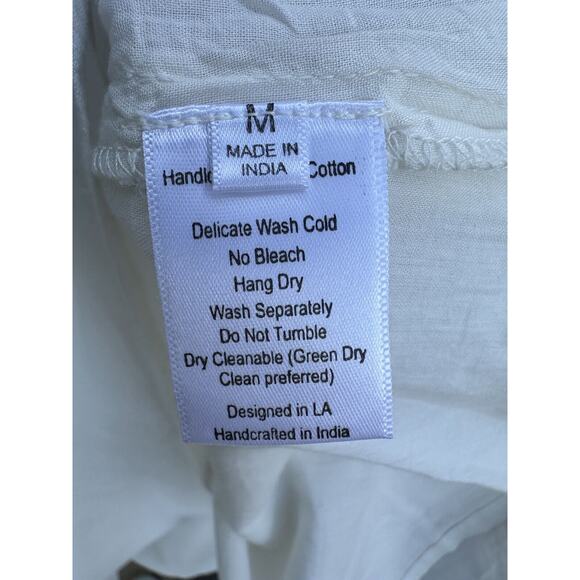 M
MADE IN
INDIA
Cotton
Delicate Wash Cold
No Bleach
Hang Dry
Wash Separately
Do Not Tumble
Dry Cleanable (Green Dry
Clean preferred)
Designed in LA
Handcrafted in India